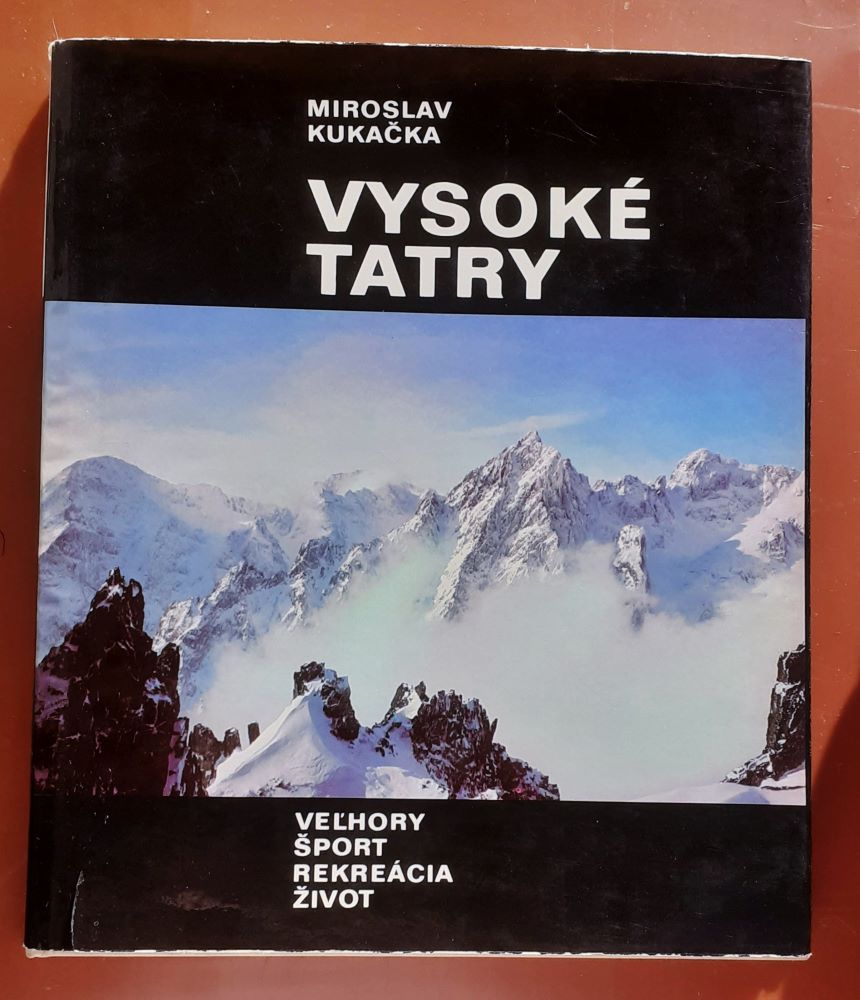 MIROSLAV
KUKAČKA
VYSOKÉ
TATRY
VEĽHORY
ŠPORT
REKREÁCIA
ŽIVOT